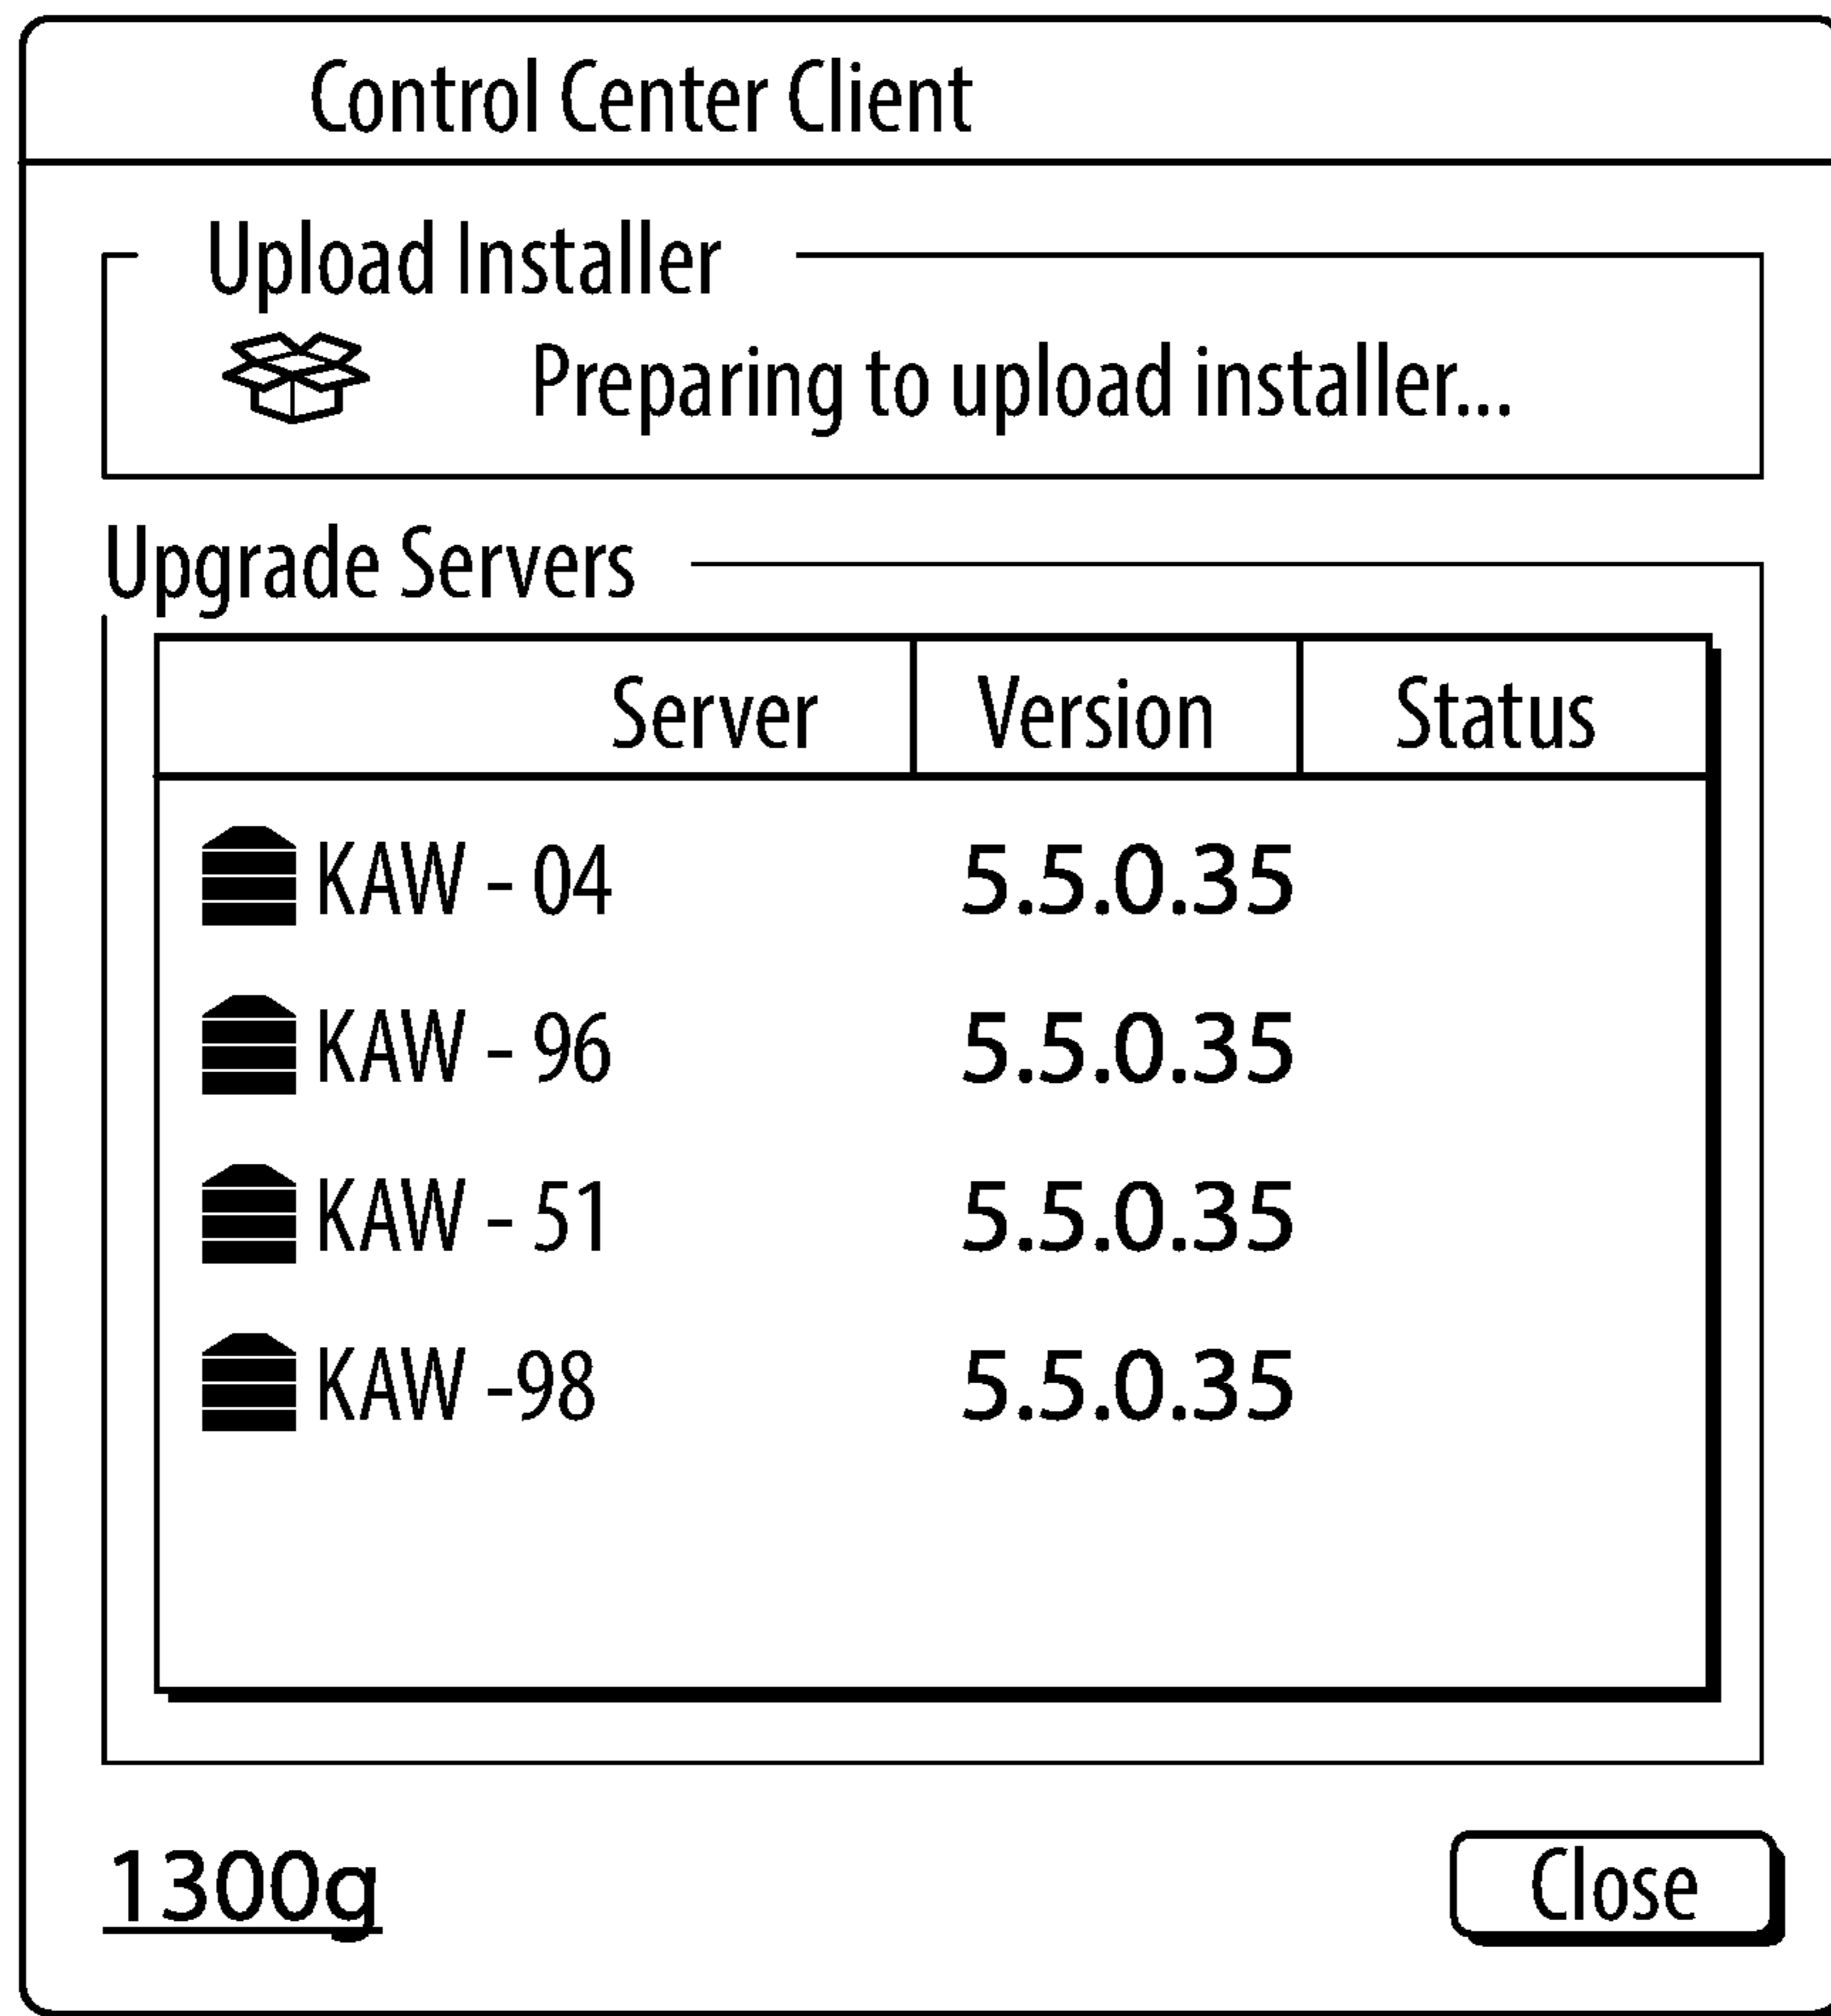 Control Center Client
Upload Installer
Preparing to upload installer...
Upgrade Servers
Server Version Status
KAW - 04 5.5.0.35
KAW - 96 5.5.0.35
KAW - 51 5.5.0.35
KAW -98 5.5.0.35
1300g Close